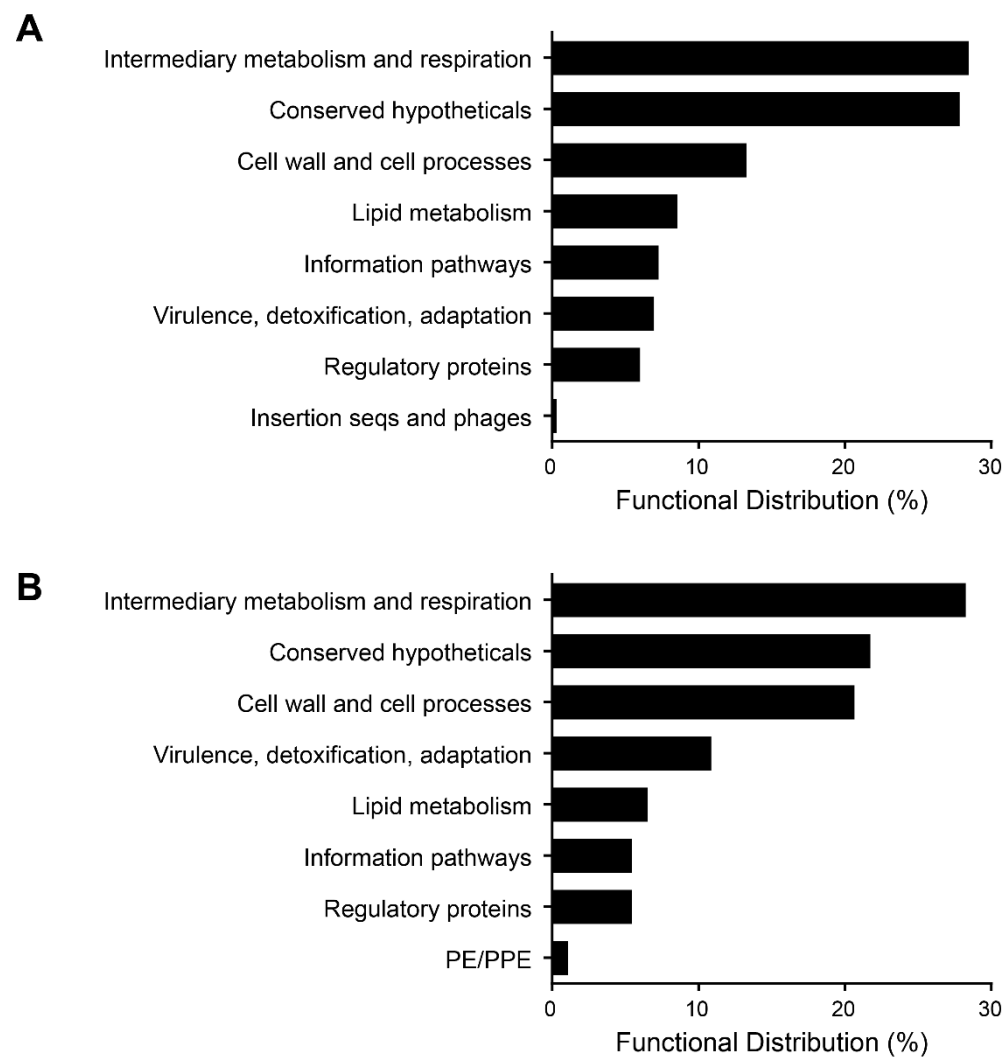 A
Intermediary metabolism and respiration
Conserved hypotheticals
Cell wall and cell processes
Lipid metabolism
Information pathways
Virulence, detoxification, adaptation
Regulatory proteins
Insertion seqs and phages
0 10 20 30
Functional Distribution (%)
B
Intermediary metabolism and respiration
Conserved hypotheticals
Cell wall and cell processes
Virulence, detoxification, adaptation
Lipid metabolism
Information pathways
Regulatory proteins
PE/PPE
0 10 20 30
Functional Distribution (%)